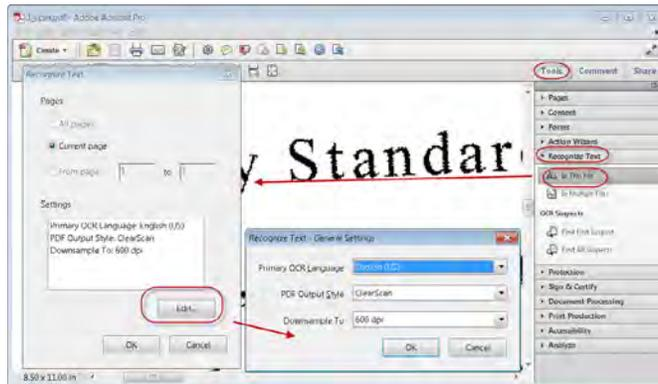 Adobe Acrobat Pro
Create
Tools
Comment
Share
Recognize Text
Pages
All pages
Current page
From page
1
to
1
Settings
Primary OCR Language: English (US)
PDF Output Style: ClearScan
Downsample To: 600 dpi
Edit...
OK
Cancel
y Standar
Recognize Text - General Settings
Primary OCR Language
English (US)
PDF Output Style
ClearScan
Downsample To
600 dpi
OK
Cancel
Pages
Content
Forms
Action Wizard
Recognize Text
In This File
In Multiple Files
OCR Suspects
Find First Suspect
Find All Suspects
Protection
Sign & Certify
Document Processing
Print Production
Accessibility
Analyze
8.50 x 11.00 in